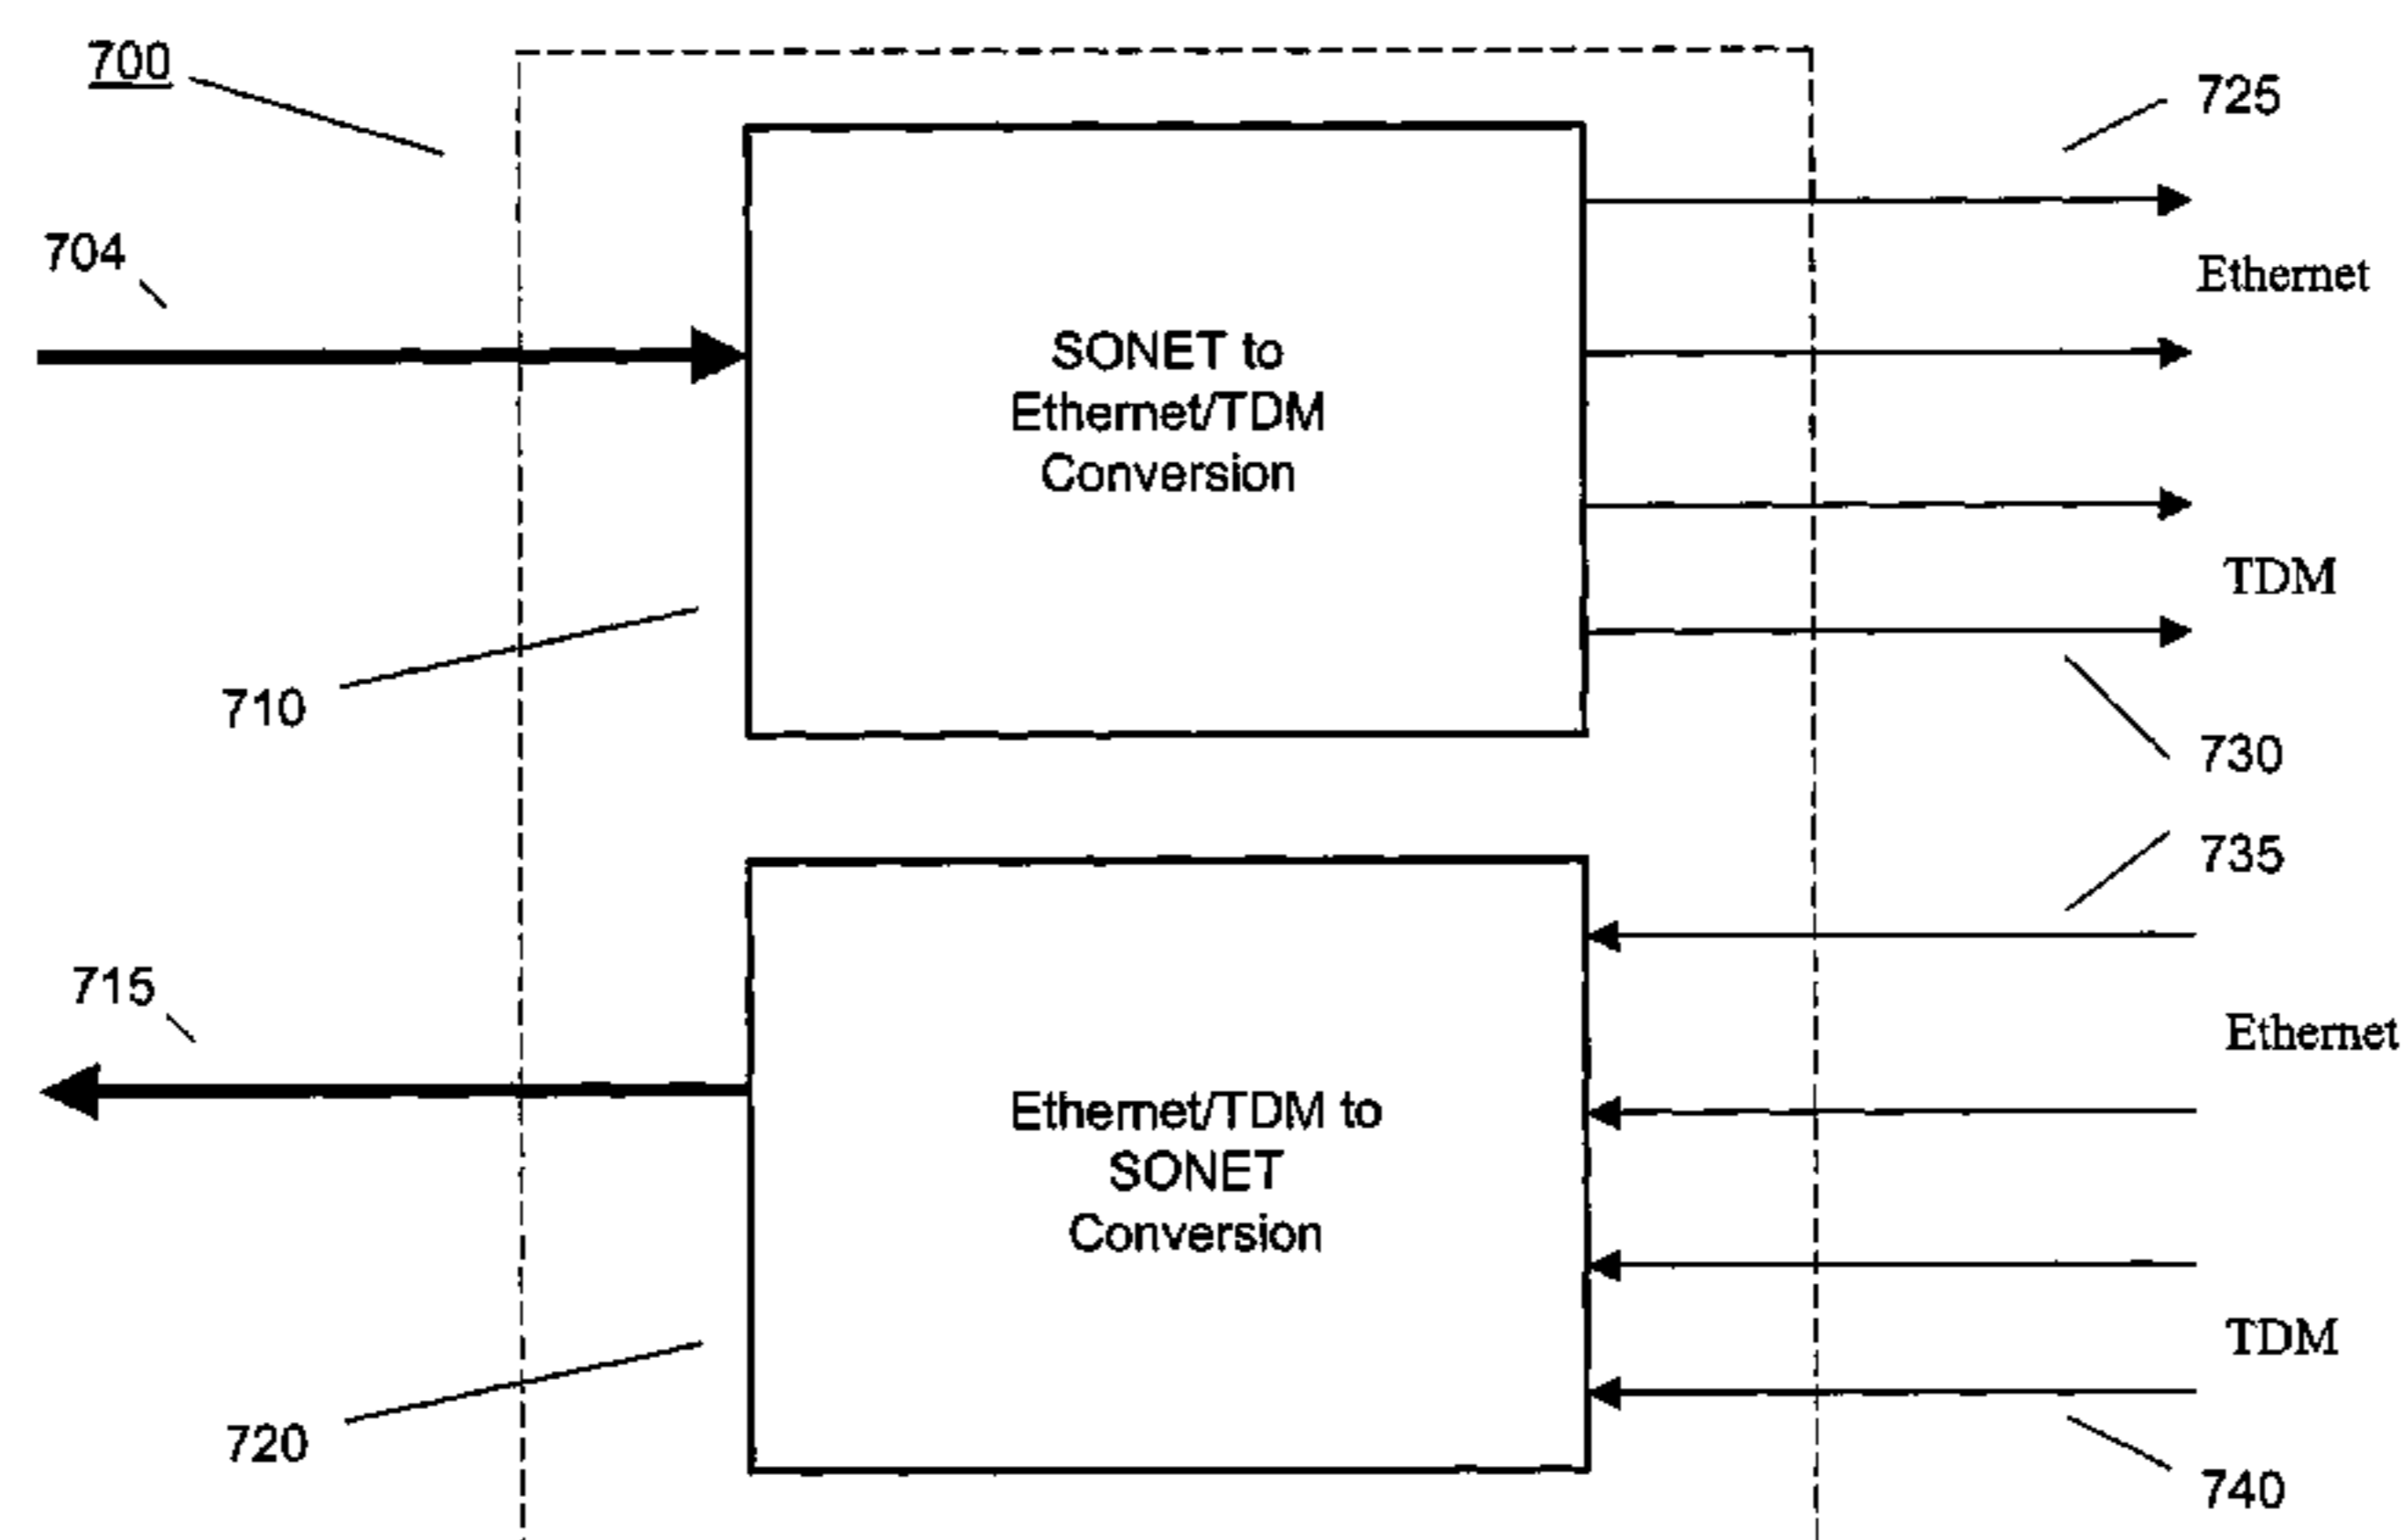 700
725
704
Ethernet
SONET to
Ethernet/TDM
Conversion
TDM
710
730
735
715
Ethernet
Ethernet/TDM to
SONET
Conversion
TDM
720
740